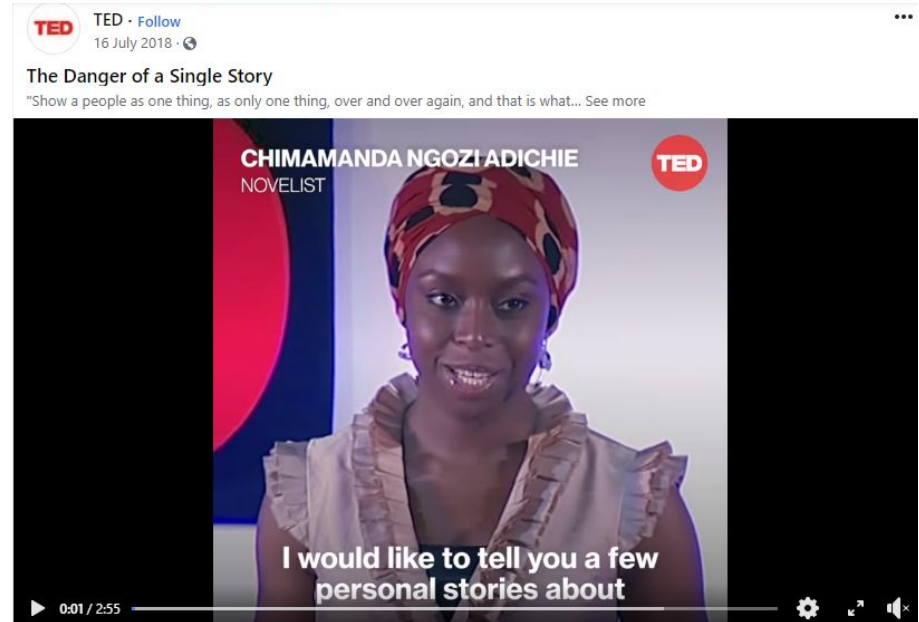 TED
TED · Follow
16 July 2018 ·
The Danger of a Single Story
"Show a people as one thing, as only one thing, over and over again, and that is what... See more
CHIMAMANDA NGOZI ADICHIE
NOVELIST
TED
I would like to tell you a few
personal stories about
0:01 / 2:55